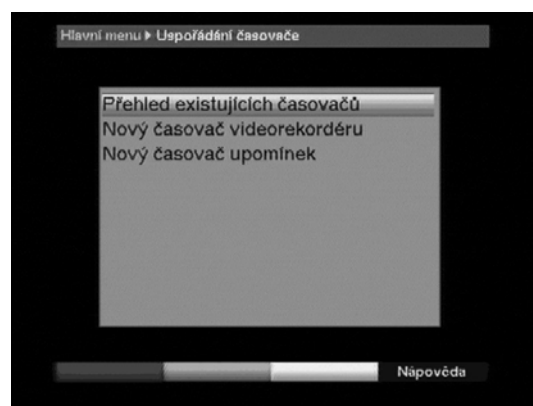 Hlavní menu ▶ Uspořádání časovače
Přehled existujících časovačů
Nový časovač videorekordéru
Nový časovač upomínek
Nápověda